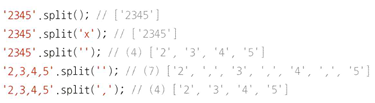 '2345'.split(); // ['2345']
'2345'.split('x'); // ['2345']
'2345'.split(''); // (4) ['2', '3', '4', '5']
'2,3,4,5'.split(''); // (7) ['2', ',', '3', ',', '4', ',', '5']
'2,3,4,5'.split(','); // (4) ['2', '3', '4', '5']